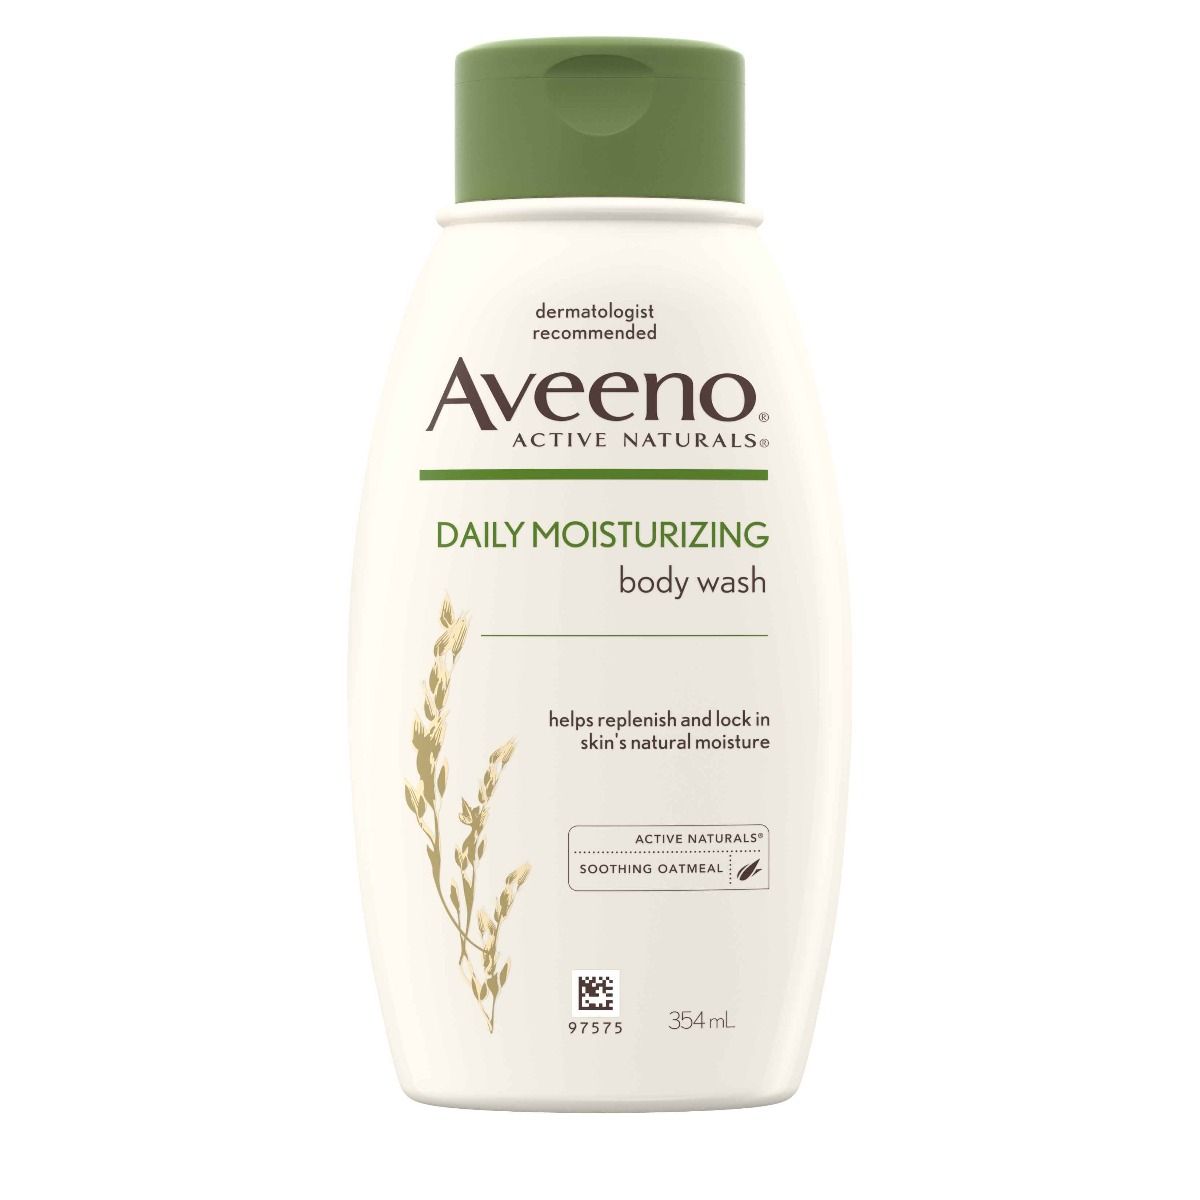 dermatologist
recommended
Aveeno®
ACTIVE NATURALS®
DAILY MOISTURIZING
body wash
helps replenish and lock in
skin's natural moisture
ACTIVE NATURALS®
SOOTHING OATMEAL
97575
354 mL